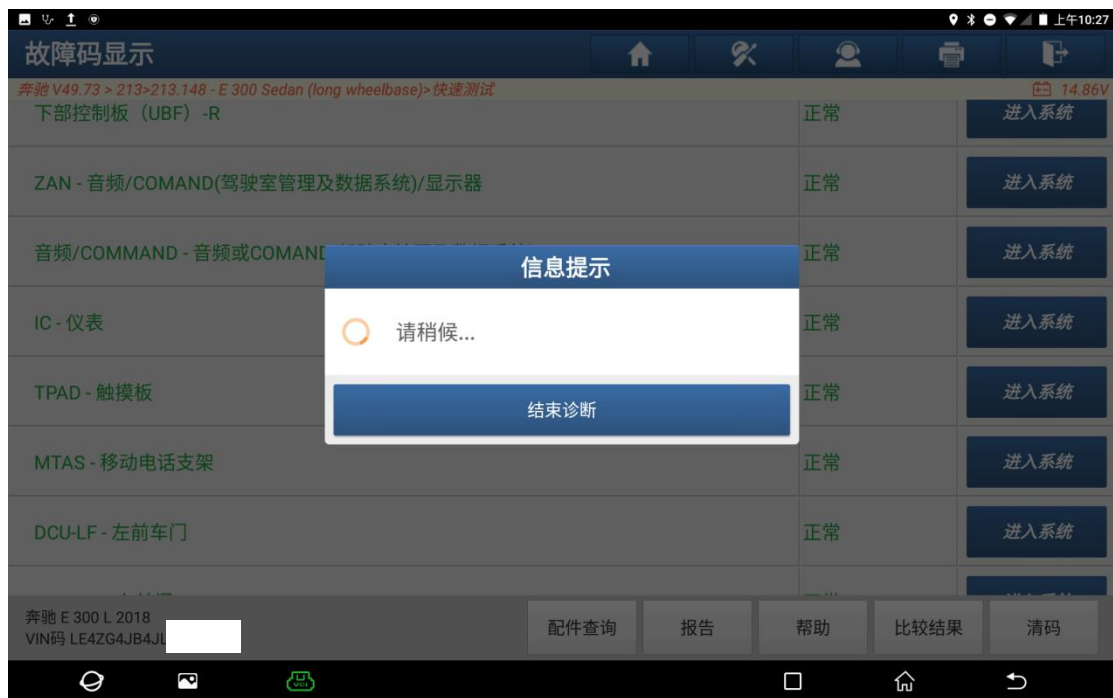 上午10:27
故障码显示
奔驰 V49.73 > 213>213.148 - E 300 Sedan (long wheelbase)>快速测试
14.86V
下部控制板（UBF）-R 正常 进入系统
ZAN - 音频/COMAND(驾驶室管理及数据系统)/显示器 正常 进入系统
音频/COMMAND - 音频或COMAND 正常 进入系统
信息提示
IC - 仪表 正常 进入系统
请稍候...
TPAD - 触摸板 正常 进入系统
结束诊断
MTAS - 移动电话支架 正常 进入系统
DCU-LF - 左前车门 正常 进入系统
奔驰 E 300 L 2018
VIN码 LE4ZG4JB4JL
配件查询 报告 帮助 比较结果 清码
VCI